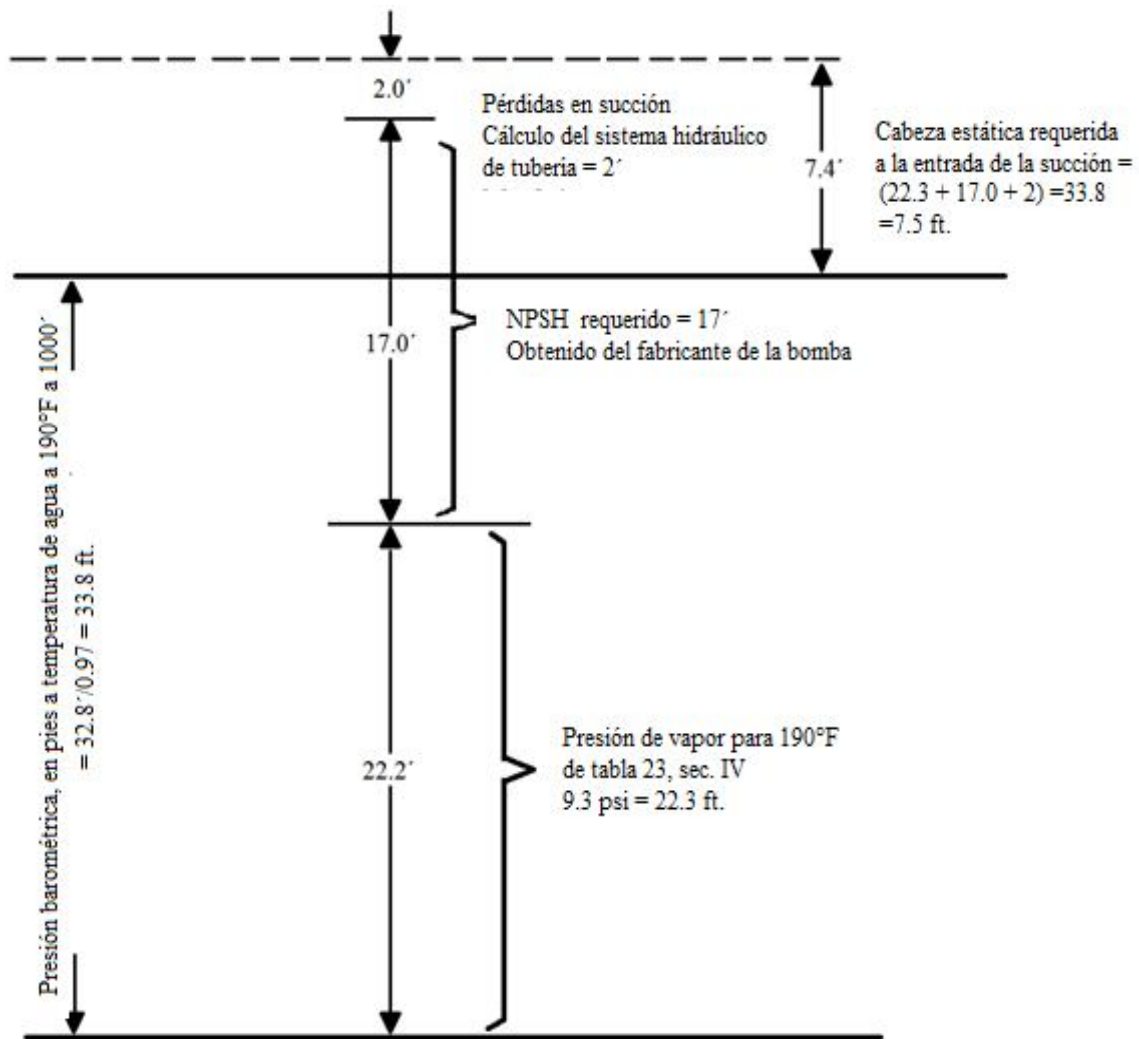 2.0´
Pérdidas en succión
Cálculo del sistema hidráulico
de tuberia = 2´
7.4´
Cabeza estática requerida
a la entrada de la succión =
(22.3 + 17.0 + 2) =33.8
=7.5 ft.
17.0´
NPSH requerido = 17´
Obtenido del fabricante de la bomba
Presión barométrica, en pies a temperatura de agua a 190°F a 1000´
= 32.8´/0.97 = 33.8 ft.
22.2´
Presión de vapor para 190°F
de tabla 23, sec. IV
9.3 psi = 22.3 ft.